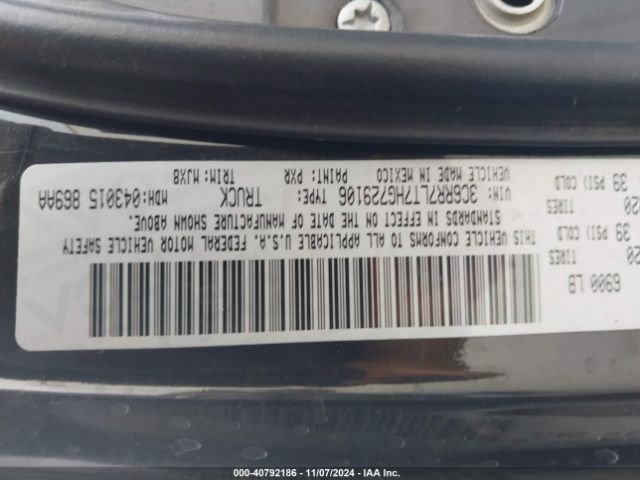 6900 LB
TIRES
20
39 PSI) COLD
TIRES
20
39 PSI) COLD
THIS VEHICLE CONFORMS TO ALL APPLICABLE U.S.A. FEDERAL MOTOR VEHICLE SAFETY
STANDARDS IN EFFECT ON THE DATE OF MANUFACTURE SHOWN ABOVE.
VIN: 3C6RR7LT7HG729106 TYPE: TRUCK MDH:043015 869AA
VEHICLE MADE IN MEXICO PAINT: PXR TRIM: MJX8
000-40792186 - 11/07/2024 - IAA Inc.